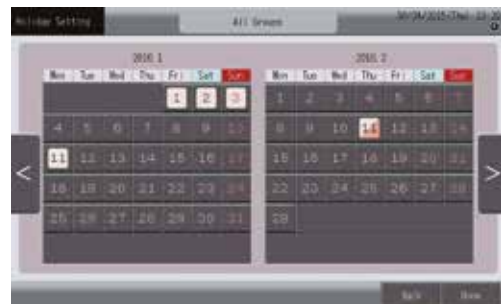 Holiday Setting
All Groups
2016. 1
2016. 2
Mon Tue Wed Thu Fri Sat Sun
Mon Tue Wed Thu Fri Sat Sun
1 2 3
1 2 3 4 5 6 7
4 5 6 7 8 9 10
8 9 10 11 12 13 14
11 12 13 14 15 16 17
15 16 17 18 19 20 21
18 19 20 21 22 23 24
22 23 24 25 26 27 28
25 26 27 28 29 30 31
29
< >
Back
Done